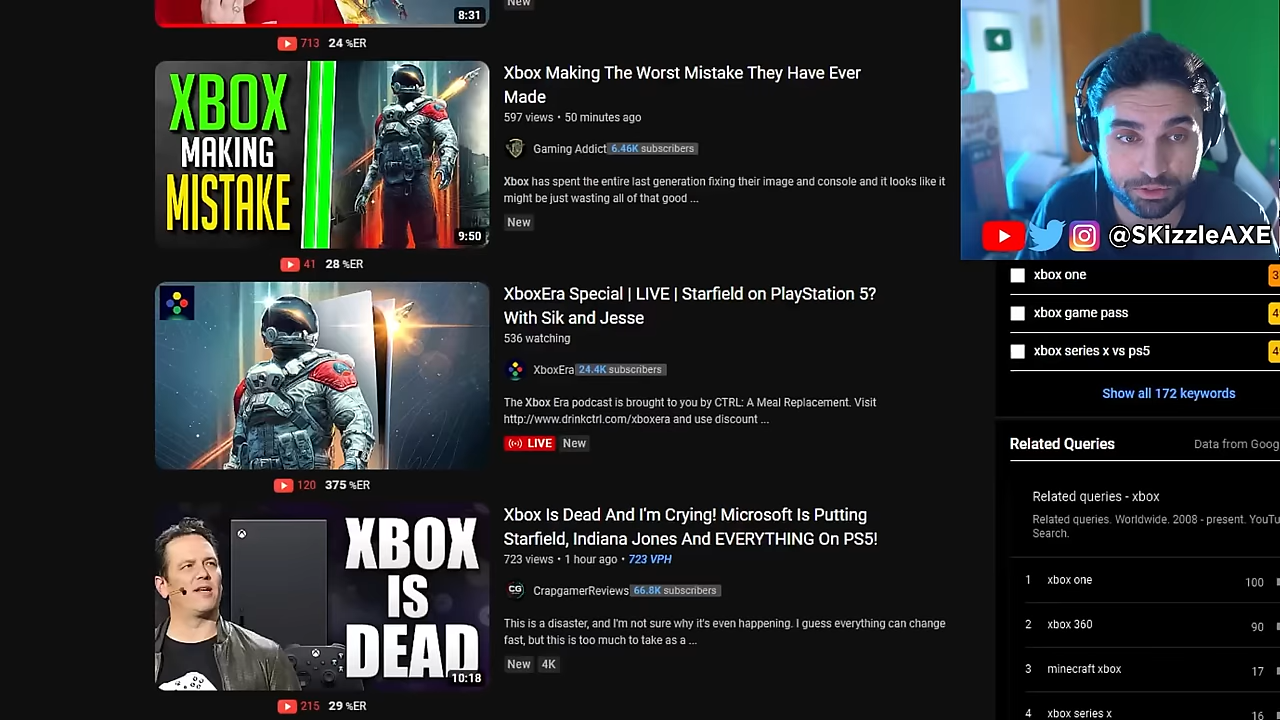 8:31
New
713 24 %ER
XBOX
MAKING
MISTAKE
9:50
Xbox Making The Worst Mistake They Have Ever
Made
597 views • 50 minutes ago
Gaming Addict 6.46K subscribers
Xbox has spent the entire last generation fixing their image and console and it looks like it
might be just wasting all of that good ...
New
41 28 %ER
XboxEra Special | LIVE | Starfield on PlayStation 5?
With Sik and Jesse
536 watching
XboxEra 24.4K subscribers
The Xbox Era podcast is brought to you by CTRL: A Meal Replacement. Visit
http://www.drinkctrl.com/xboxera and use discount ...
LIVE New
120 375 %ER
XBOX
IS
DEAD
10:18
Xbox Is Dead And I'm Crying! Microsoft Is Putting
Starfield, Indiana Jones And EVERYTHING On PS5!
723 views • 1 hour ago • 723 VPH
CG CrapgamerReviews 66.8K subscribers
This is a disaster, and I'm not sure why it's even happening. I guess everything can change
fast, but this is too much to take as a ...
New 4K
215 29 %ER
@SKizzleAXE
xbox one 3
xbox game pass 4
xbox series x vs ps5 4
Show all 172 keywords
Related Queries Data from Goog
Related queries - xbox
Related queries. Worldwide. 2008 - present. YouTu
Search.
1 xbox one 100
2 xbox 360 90
3 minecraft xbox 17
4 xbox series x 16